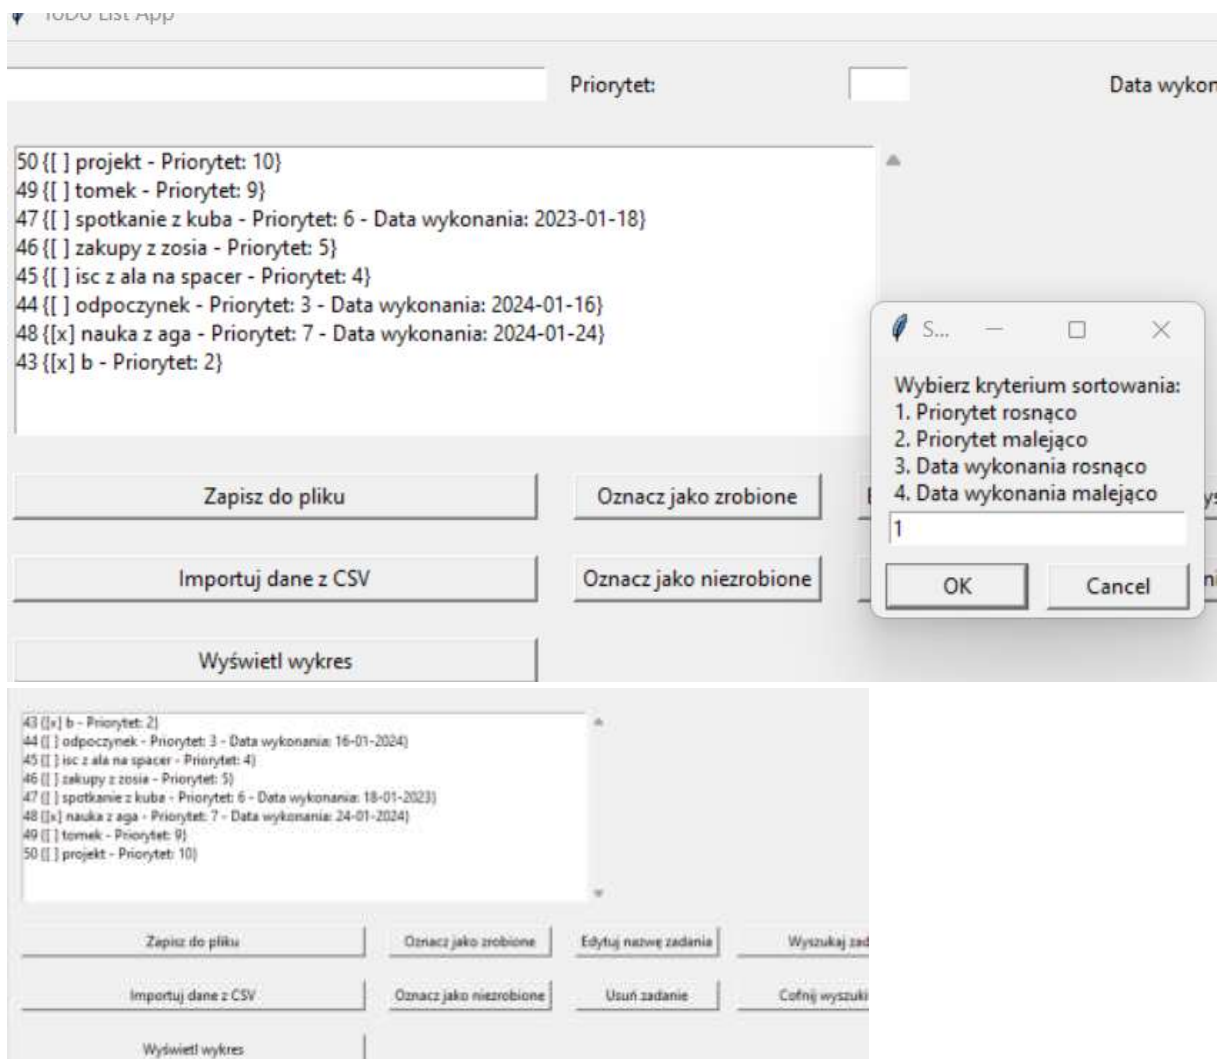 ToDo List App
Priorytet:
Data wykon
50 {[ ] projekt - Priorytet: 10}
49 {[ ] tomek - Priorytet: 9}
47 {[ ] spotkanie z kuba - Priorytet: 6 - Data wykonania: 2023-01-18}
46 {[ ] zakupy z zosia - Priorytet: 5}
45 {[ ] isc z ala na spacer - Priorytet: 4}
44 {[ ] odpoczynek - Priorytet: 3 - Data wykonania: 2024-01-16}
48 {[x] nauka z aga - Priorytet: 7 - Data wykonania: 2024-01-24}
43 {[x] b - Priorytet: 2}
S...
Wybierz kryterium sortowania:
1. Priorytet rosnąco
2. Priorytet malejąco
3. Data wykonania rosnąco
4. Data wykonania malejąco
1
OK
Cancel
Zapisz do pliku
Oznacz jako zrobione
Importuj dane z CSV
Oznacz jako niezrobione
Wyświetl wykres
43 {[x] b - Priorytet: 2}
44 {[ ] odpoczynek - Priorytet: 3 - Data wykonania: 16-01-2024}
45 {[ ] isc z ala na spacer - Priorytet: 4}
46 {[ ] zakupy z zosia - Priorytet: 5}
47 {[ ] spotkanie z kuba - Priorytet: 6 - Data wykonania: 18-01-2023}
48 {[x] nauka z aga - Priorytet: 7 - Data wykonania: 24-01-2024}
49 {[ ] tomek - Priorytet: 9}
50 {[ ] projekt - Priorytet: 10}
Zapisz do pliku
Oznacz jako zrobione
Edytuj nazwę zadania
Wyszukaj zad
Importuj dane z CSV
Oznacz jako niezrobione
Usuń zadanie
Cofnij wyszuki
Wyświetl wykres